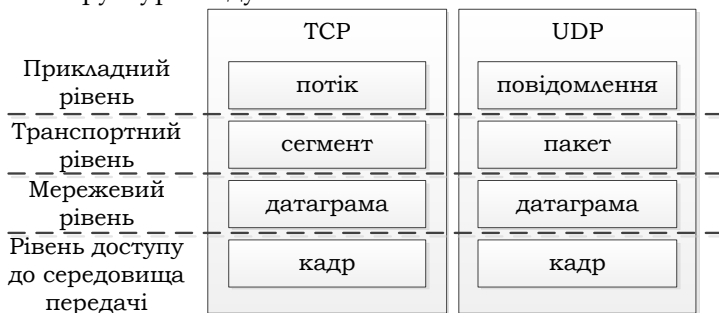 TCP UDP
Прикладний
рівень
потік повідомлення
Транспортний
рівень
сегмент пакет
Мережевий
рівень
датаграма датаграма
Рівень доступу
до середовища
передачі
кадр кадр